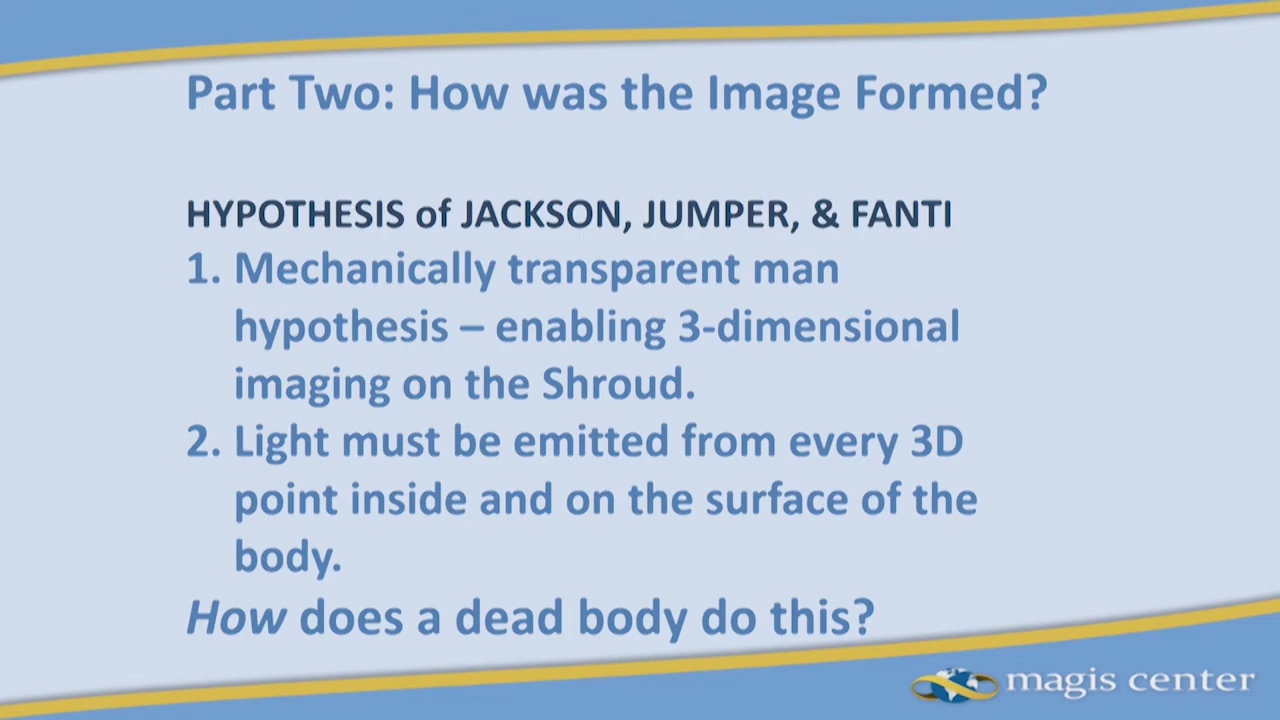 Part Two: How was the Image Formed?
HYPOTHESIS of JACKSON, JUMPER, & FANTI
1. Mechanically transparent man
hypothesis – enabling 3-dimensional
imaging on the Shroud.
2. Light must be emitted from every 3D
point inside and on the surface of the
body.
How does a dead body do this?
magis center